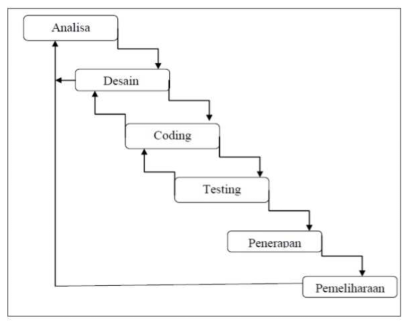 Analisa
Desain
Coding
Testing
Penerapan
Pemeliharaan